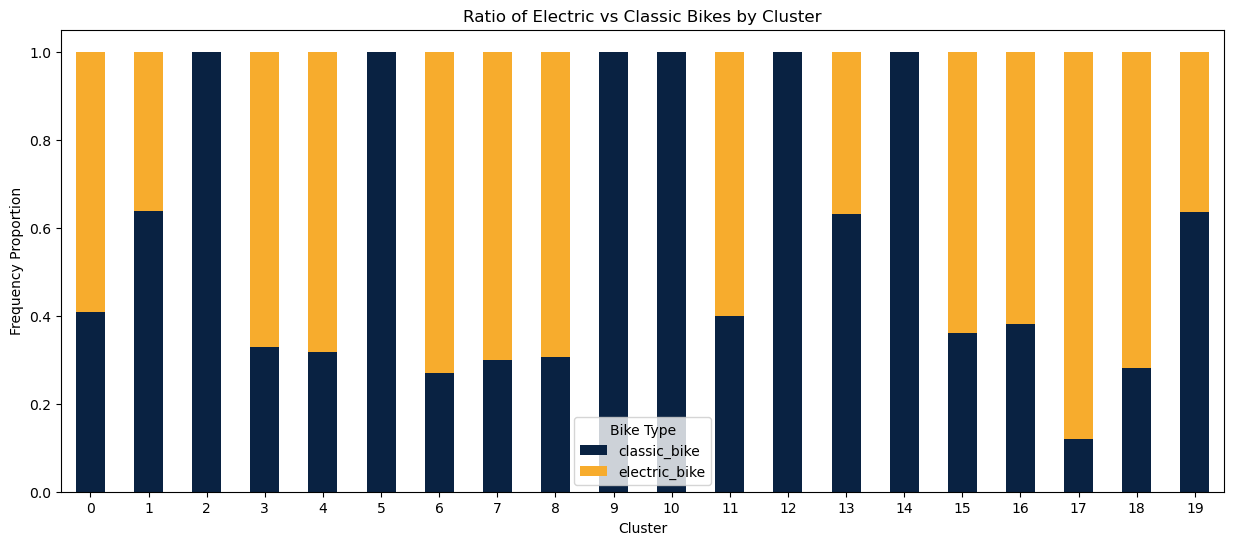 Ratio of Electric vs Classic Bikes by Cluster
Frequency Proportion
1.0
0.8
0.6
0.4
0.2
0.0
Bike Type
classic_bike
electric_bike
0 1 2 3 4 5 6 7 8 9 10 11 12 13 14 15 16 17 18 19
Cluster